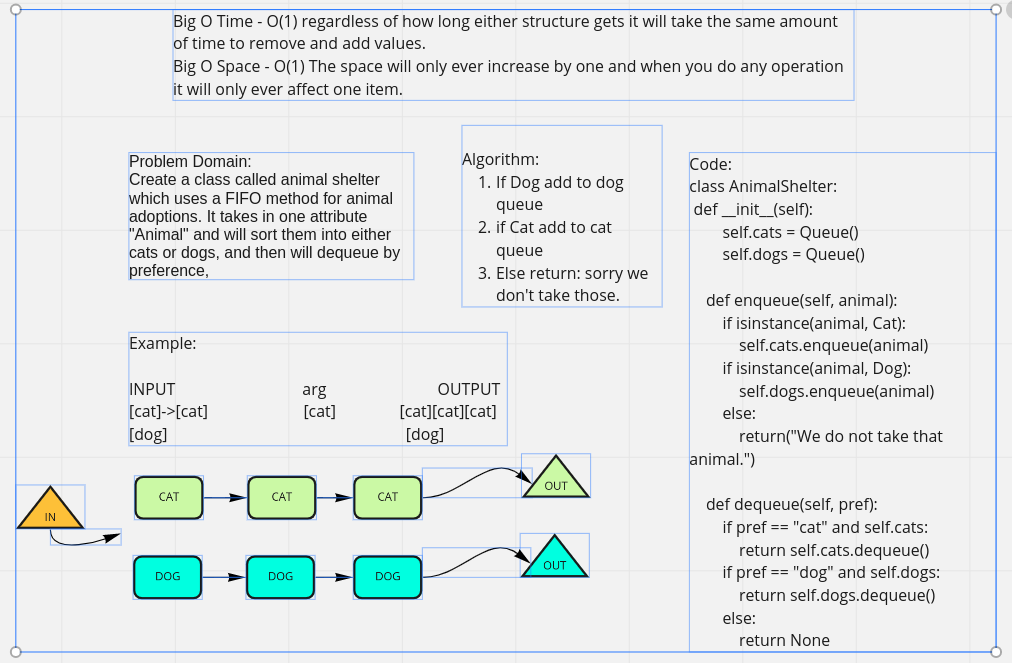 Big O Time - O(1) regardless of how long either structure gets it will take the same amount
of time to remove and add values.
Big O Space - O(1) The space will only ever increase by one and when you do any operation
it will only ever affect one item.
Problem Domain:
Create a class called animal shelter
which uses a FIFO method for animal
adoptions. It takes in one attribute
"Animal" and will sort them into either
cats or dogs, and then will dequeue by
preference,
Algorithm:
1. If Dog add to dog
queue
2. if Cat add to cat
queue
3. Else return: sorry we
don't take those.
Example:
INPUT arg OUTPUT
[cat]->[cat] [cat] [cat][cat][cat]
[dog] [dog]
IN
CAT CAT CAT OUT
DOG DOG DOG OUT
Code:
class AnimalShelter:
def __init__(self):
self.cats = Queue()
self.dogs = Queue()
def enqueue(self, animal):
if isinstance(animal, Cat):
self.cats.enqueue(animal)
if isinstance(animal, Dog):
self.dogs.enqueue(animal)
else:
return("We do not take that
animal.")
def dequeue(self, pref):
if pref == "cat" and self.cats:
return self.cats.dequeue()
if pref == "dog" and self.dogs:
return self.dogs.dequeue()
else:
return None